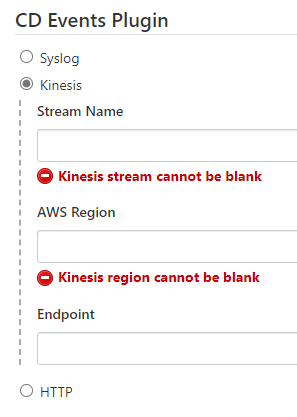 CD Events Plugin
Syslog
Kinesis
Stream Name
Kinesis stream cannot be blank
AWS Region
Kinesis region cannot be blank
Endpoint
HTTP